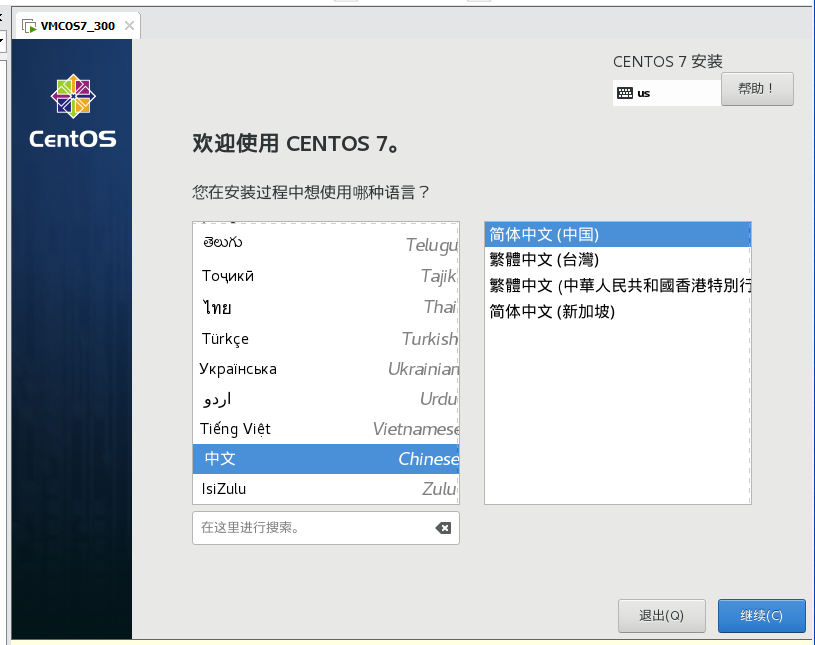 VMCOS7_300
CentOS
CENTOS 7 安装
us
帮助！
欢迎使用 CENTOS 7。
您在安装过程中想使用哪种语言？
తెలుగు Telugu
Тоҷикӣ Tajik
ไทย Thai
Türkçe Turkish
Українська Ukrainian
اردو Urdu
Tiếng Việt Vietnamese
中文 Chinese
IsiZulu Zulu
在这里进行搜索。
简体中文 (中国)
繁體中文 (台灣)
繁體中文 (中華人民共和國香港特別行
简体中文 (新加坡)
退出(Q)
继续(C)